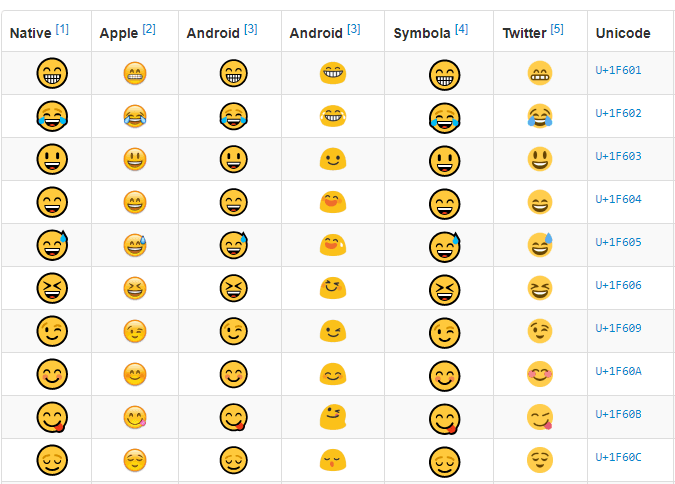 Native [1] Apple [2] Android [3] Android [3] Symbola [4] Twitter [5] Unicode
U+1F601
U+1F602
U+1F603
U+1F604
U+1F605
U+1F606
U+1F609
U+1F60A
U+1F60B
U+1F60C